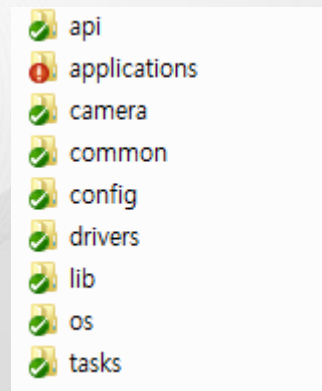 api
applications
camera
common
config
drivers
lib
os
tasks